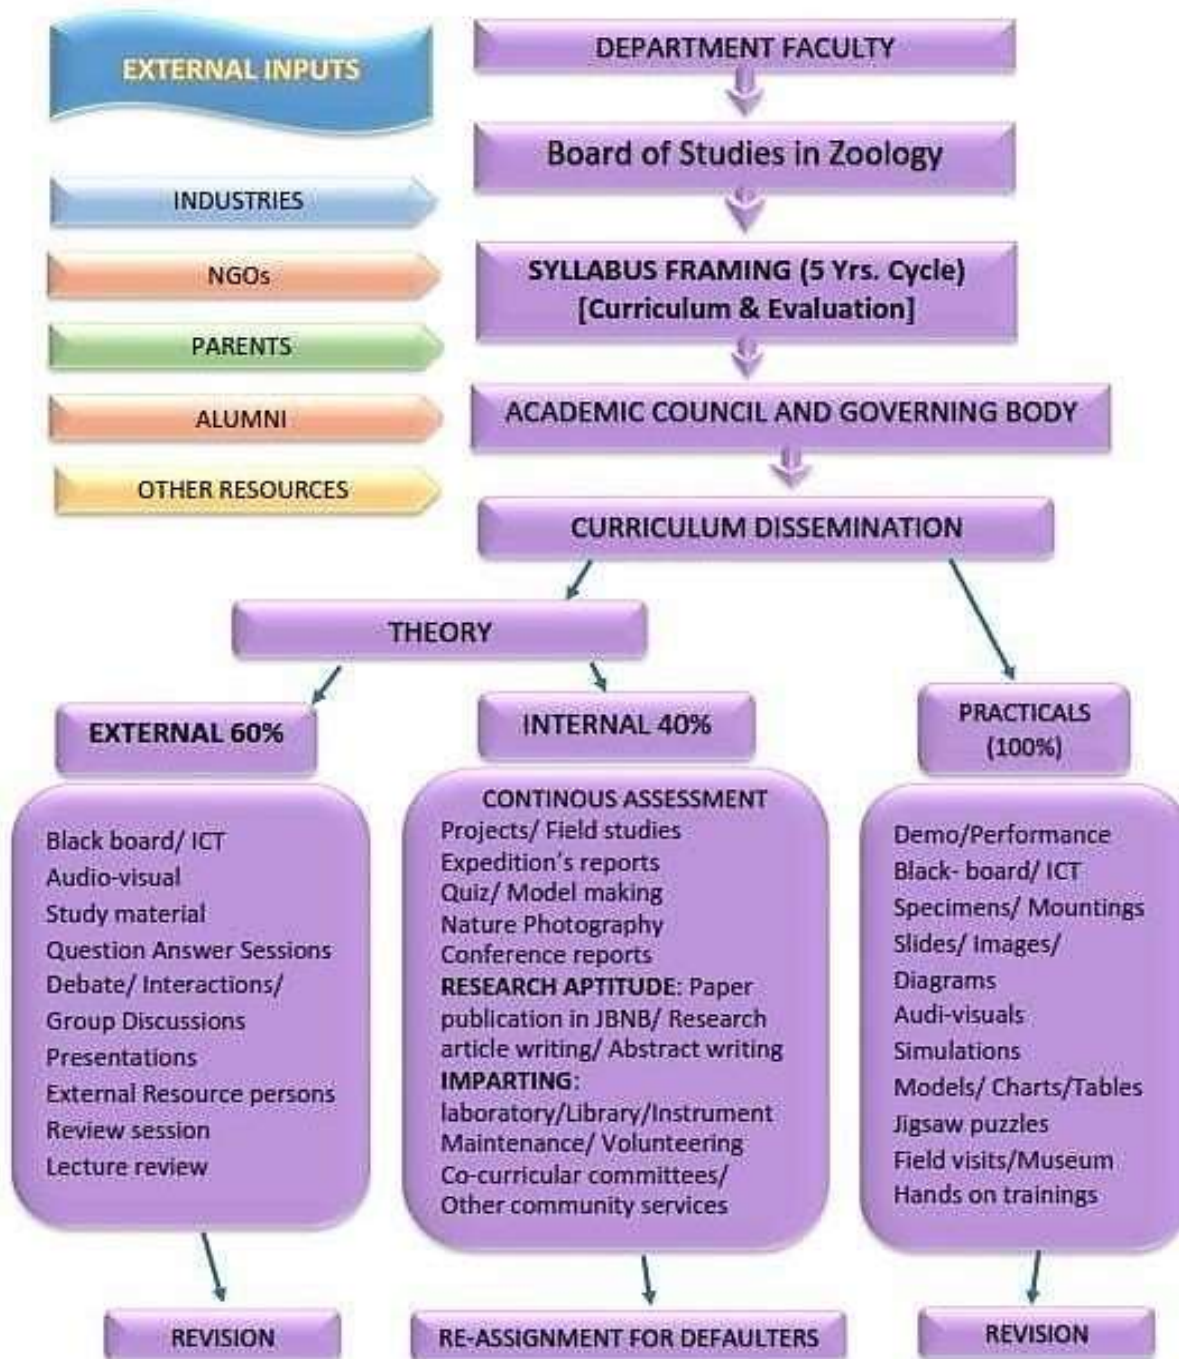 EXTERNAL INPUTS
INDUSTRIES
NGOs
PARENTS
ALUMNI
OTHER RESOURCES
DEPARTMENT FACULTY
Board of Studies in Zoology
SYLLABUS FRAMING (5 Yrs. Cycle)
[Curriculum & Evaluation]
ACADEMIC COUNCIL AND GOVERNING BODY
CURRICULUM DISSEMINATION
THEORY
EXTERNAL 60%
Black board/ ICT
Audio-visual
Study material
Question Answer Sessions
Debate/ Interactions/
Group Discussions
Presentations
External Resource persons
Review session
Lecture review
REVISION
INTERNAL 40%
CONTINOUS ASSESSMENT
Projects/ Field studies
Expedition's reports
Quiz/ Model making
Nature Photography
Conference reports
RESEARCH APTITUDE: Paper
publication in JBNB/ Research
article writing/ Abstract writing
IMPARTING:
laboratory/Library/Instrument
Maintenance/ Volunteering
Co-curricular committees/
Other community services
RE-ASSIGNMENT FOR DEFAULTERS
PRACTICALS
(100%)
Demo/Performance
Black- board/ ICT
Specimens/ Mountings
Slides/ Images/
Diagrams
Audi-visuals
Simulations
Models/ Charts/Tables
Jigsaw puzzles
Field visits/Museum
Hands on trainings
REVISION